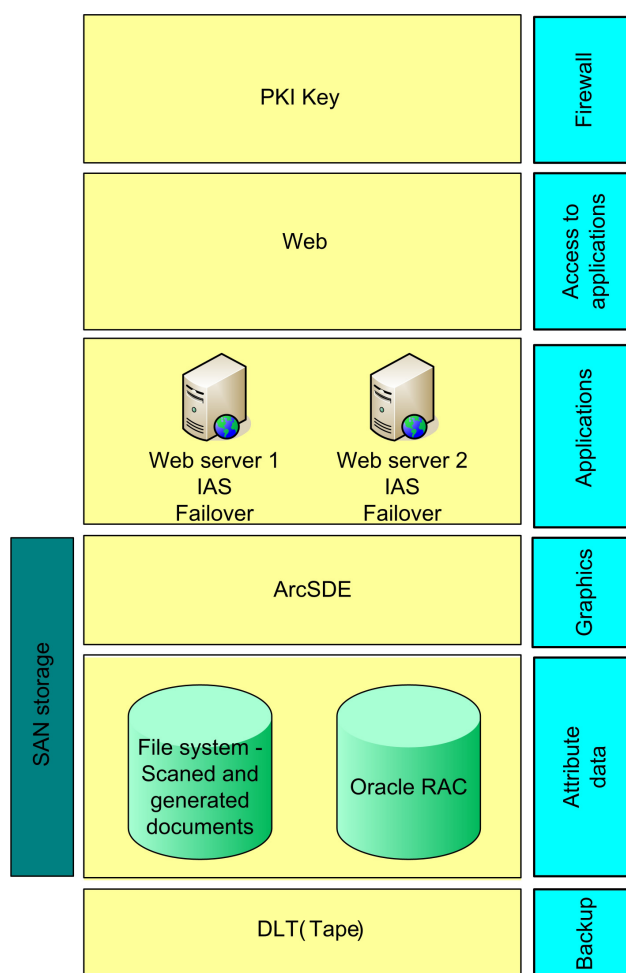 PKI Key
Firewall
Web
Access to
applications
Web server 1
IAS
Failover
Web server 2
IAS
Failover
Applications
SAN storage
ArcSDE
Graphics
File system -
Scaned and
generated
documents
Oracle RAC
Attribute
data
DLT(Tape)
Backup